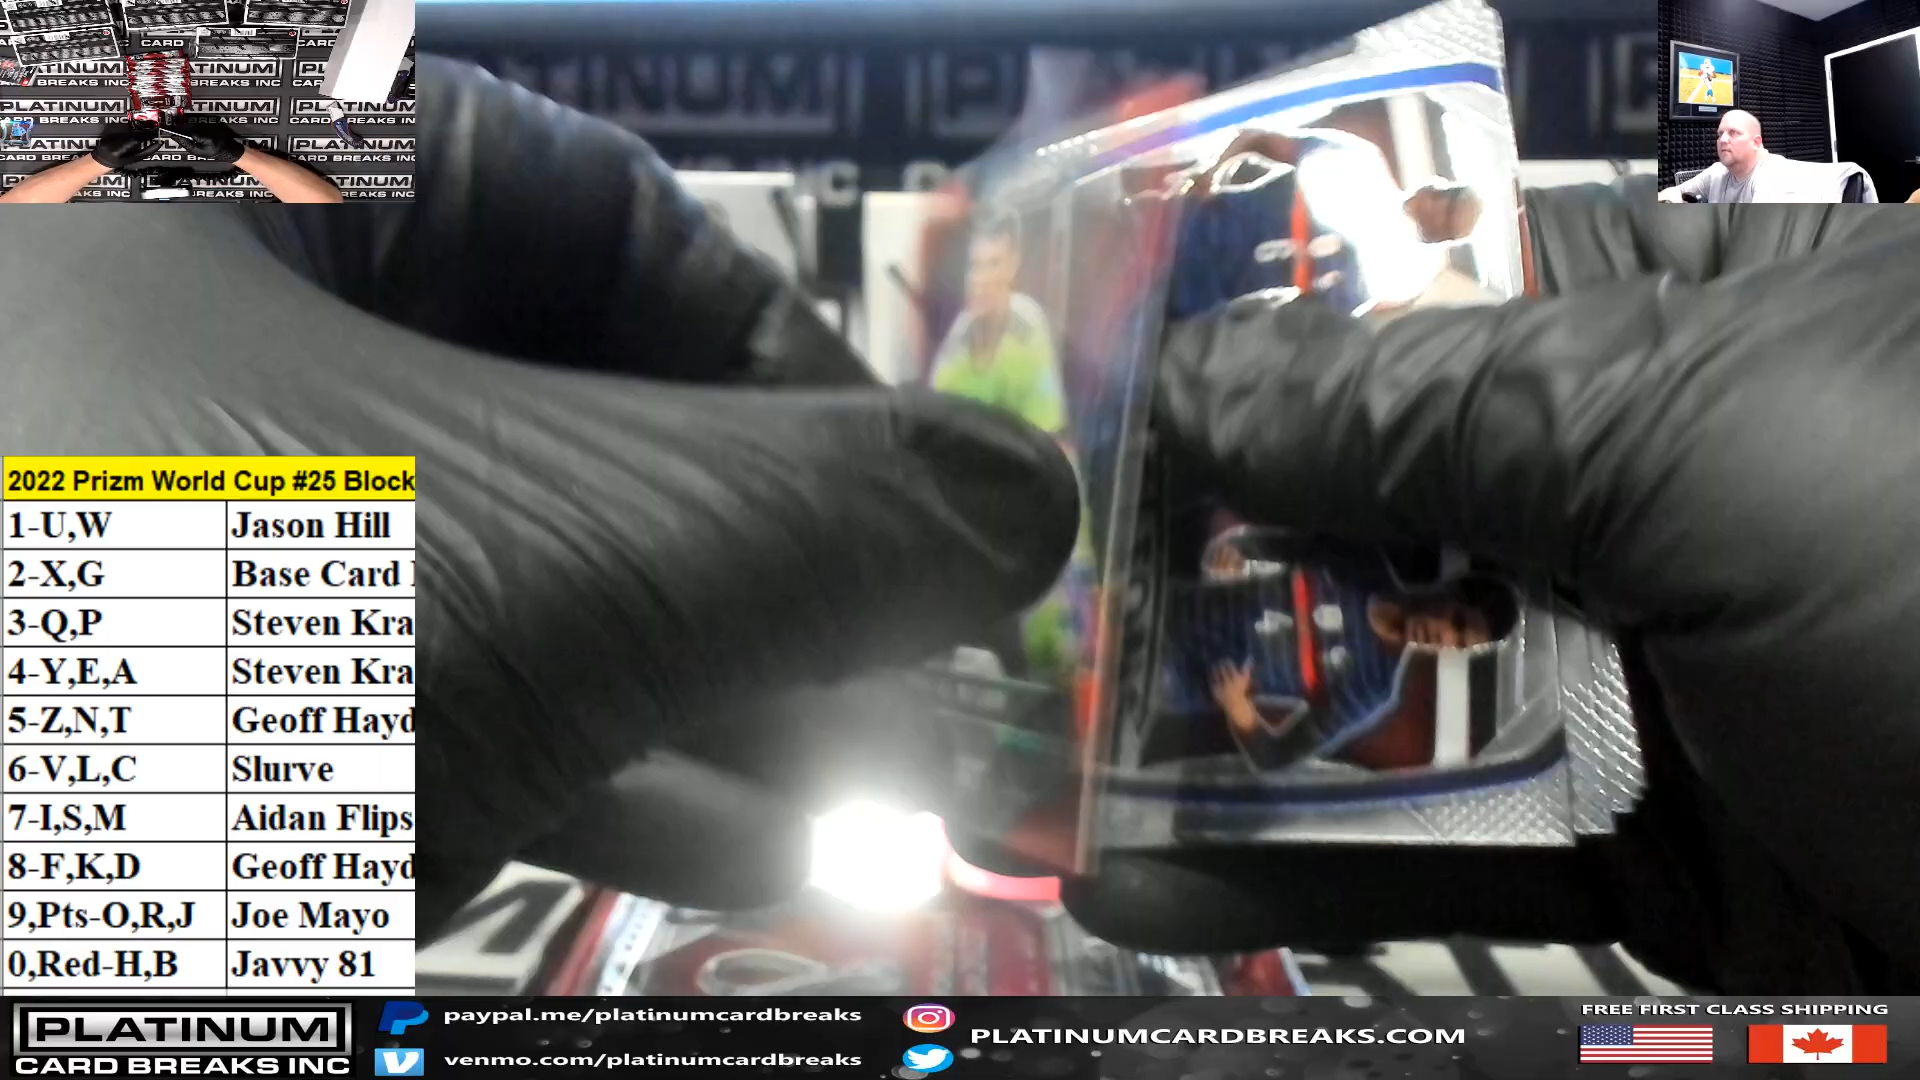 2022 Prizm World Cup #25 Block
1-U,W Jason Hill
2-X,G Base Card
3-Q,P Steven Kra
4-Y,E,A Steven Kra
5-Z,N,T Geoff Hayd
6-V,L,C Slurve
7-I,S,M Aidan Flips
8-F,K,D Geoff Hayd
9,Pts-O,R,J Joe Mayo
0,Red-H,B Javvy 81
PLATINUM
CARD BREAKS INC
paypal.me/platinumcardbreaks
venmo.com/platinumcardbreaks
PLATINUMCARDBREAKS.COM
FREE FIRST CLASS SHIPPING